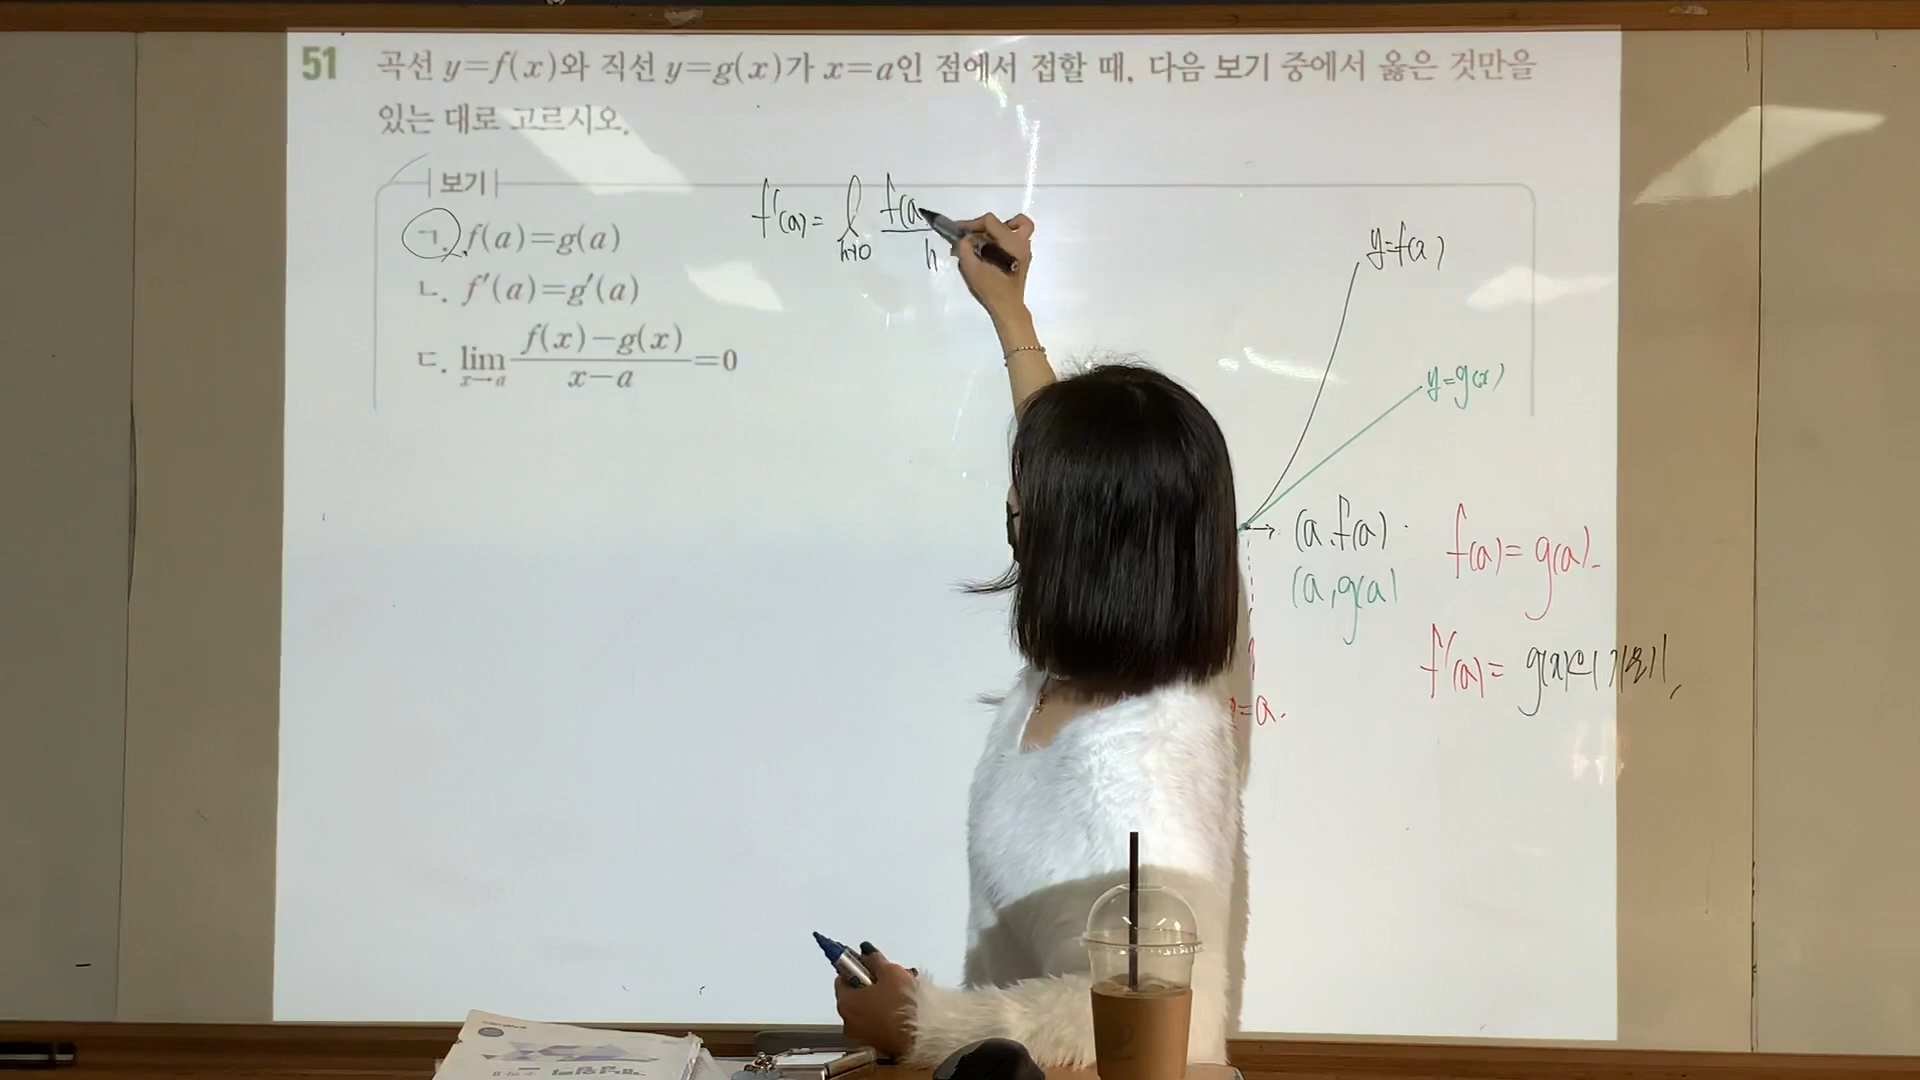 51 곡선 y=f(x)와 직선 y=g(x)가 x=a인 점에서 접할 때, 다음 보기 중에서 옳은 것만을
있는 대로 고르시오.
보기
ㄱ. f(a)=g(a)
ㄴ. f′(a)=g′(a)
ㄷ. lim x→a (f(x)−g(x))/(x−a) =0
f′(a)= l h→0 f(a / h
y=f(x)
y=g(x)
(a, f(a)
(a, g(a)
f(a)=g(a).
f′(a)= g(x)의 기울기
=a.